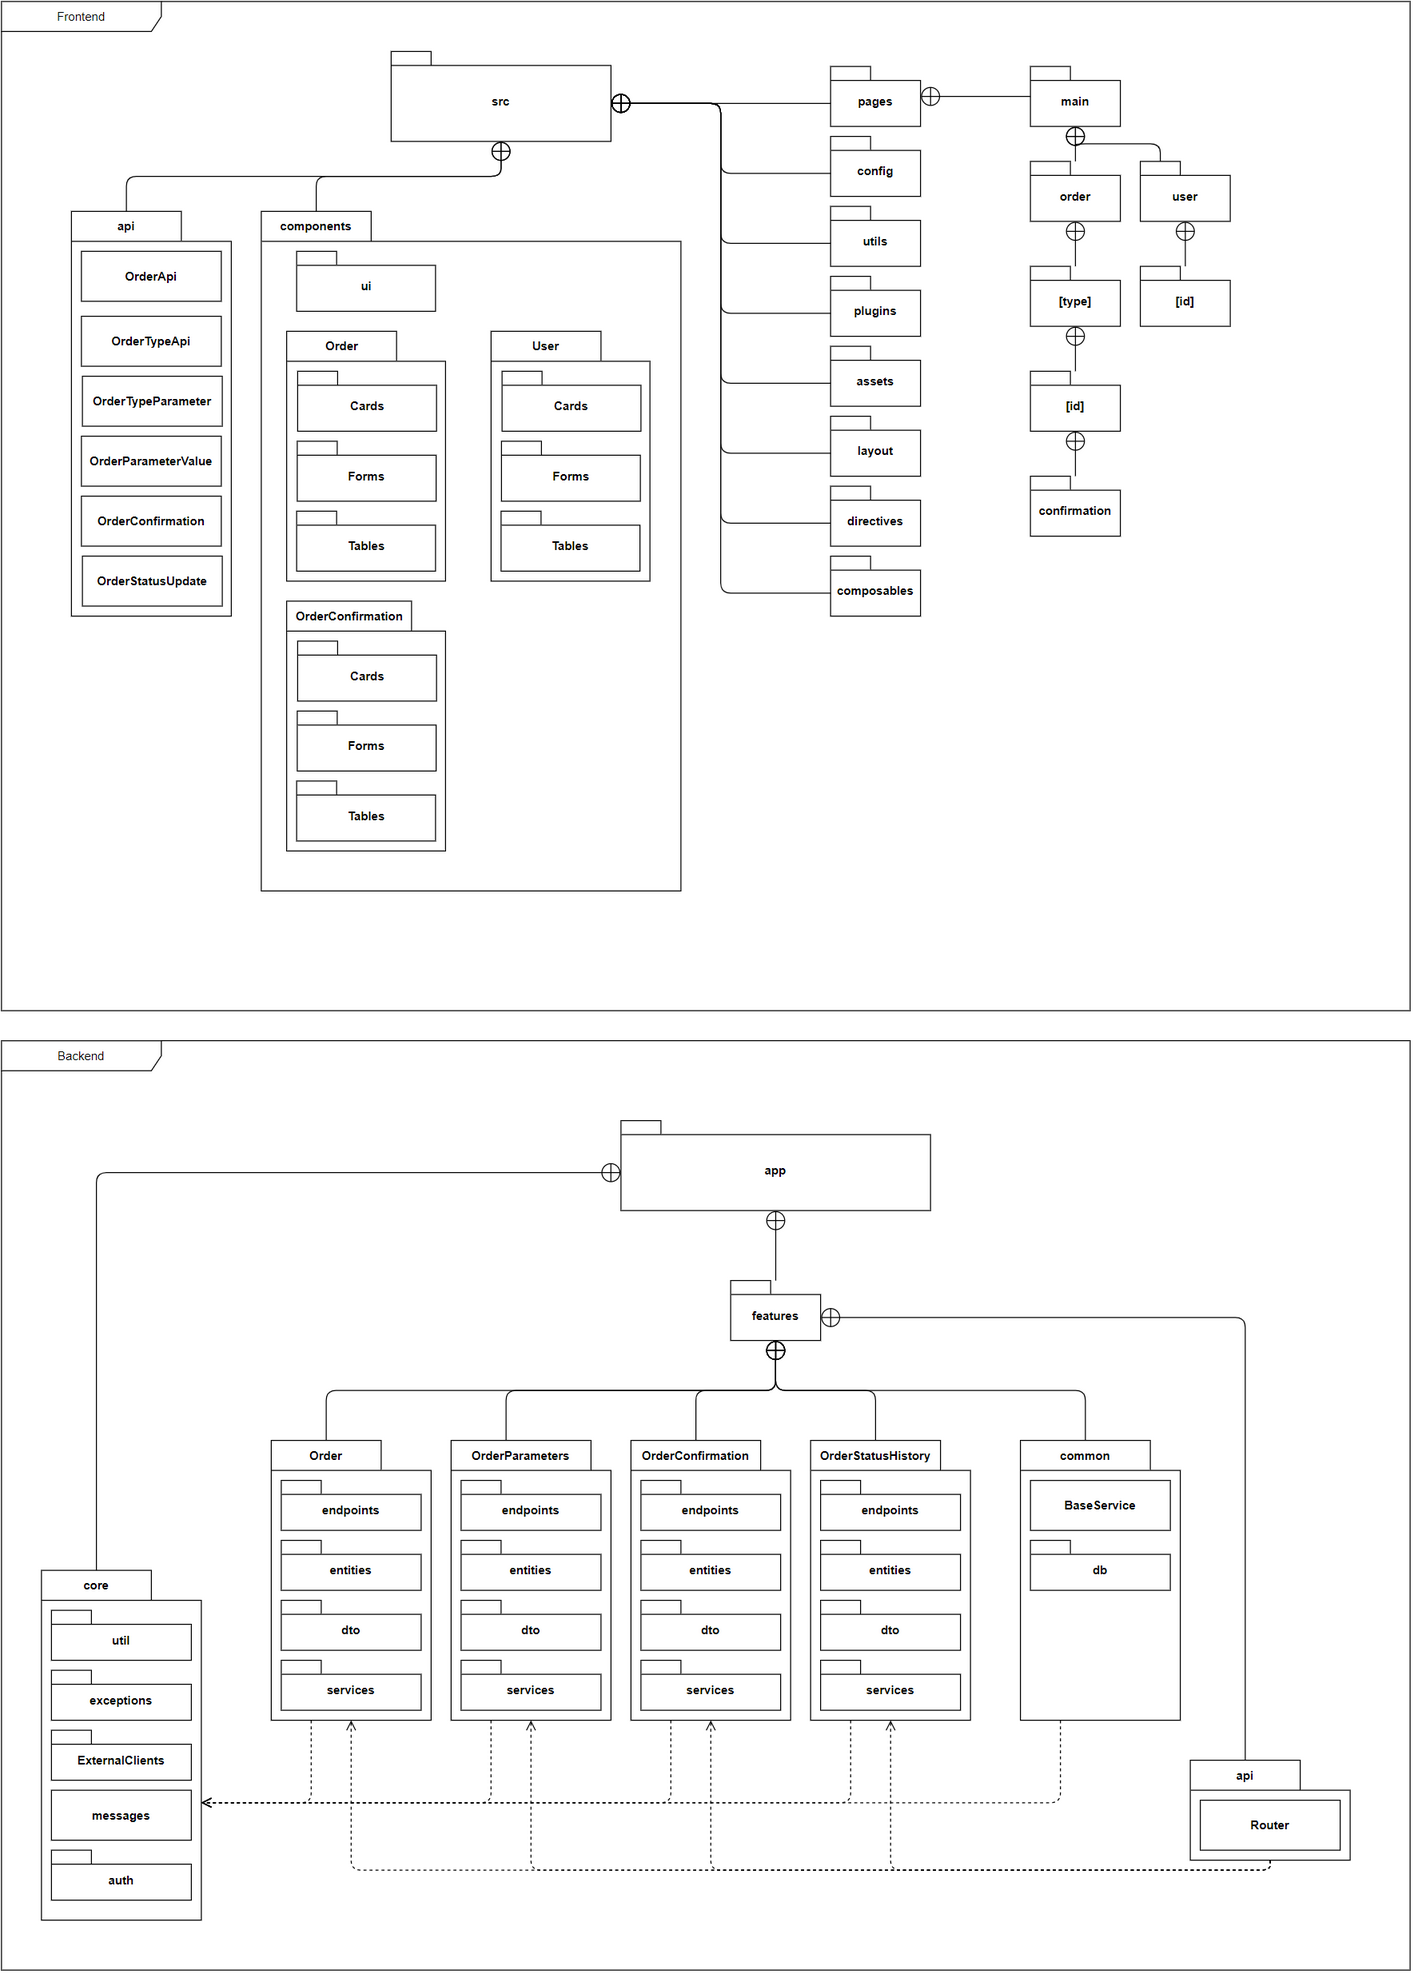 Frontend
src
pages
main
config
order
user
api
components
utils
OrderApi
ui
[type]
[id]
plugins
OrderTypeApi
Order
User
assets
OrderTypeParameter
Cards
Cards
[id]
layout
OrderParameterValue
Forms
Forms
confirmation
OrderConfirmation
directives
Tables
Tables
OrderStatusUpdate
composables
OrderConfirmation
Cards
Forms
Tables
Backend
app
features
Order
OrderParameters
OrderConfirmation
OrderStatusHistory
common
endpoints
endpoints
endpoints
endpoints
BaseService
entities
entities
entities
entities
db
core
dto
dto
dto
dto
util
services
services
services
services
exceptions
ExternalClients
api
messages
Router
auth